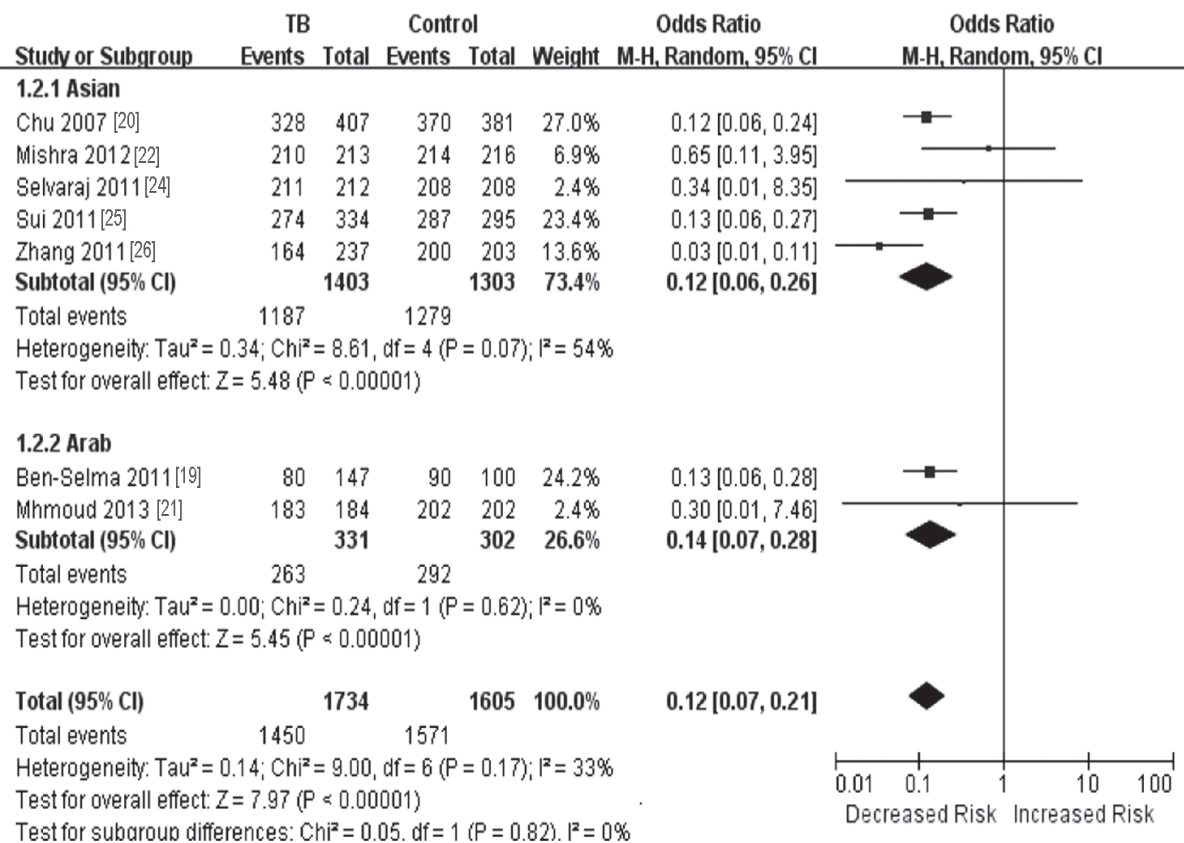 TB Control Odds Ratio Odds Ratio
Study or Subgroup Events Total Events Total Weight M-H, Random, 95% CI M-H, Random, 95% CI
1.2.1 Asian
Chu 2007 [20] 328 407 370 381 27.0% 0.12 [0.06, 0.24]
Mishra 2012[22] 210 213 214 216 6.9% 0.65 [0.11, 3.95]
Selvaraj 2011[24] 211 212 208 208 2.4% 0.34 [0.01, 8.35]
Sui 2011[25] 274 334 287 295 23.4% 0.13 [0.06, 0.27]
Zhang 2011[26] 164 237 200 203 13.6% 0.03 [0.01, 0.11]
Subtotal (95% CI) 1403 1303 73.4% 0.12 [0.06, 0.26]
Total events 1187 1279
Heterogeneity: Tau² = 0.34; Chi² = 8.61, df = 4 (P = 0.07); I² = 54%
Test for overall effect: Z = 5.48 (P < 0.00001)
1.2.2 Arab
Ben-Selma 2011[19] 80 147 90 100 24.2% 0.13 [0.06, 0.28]
Mhmoud 2013 [21] 183 184 202 202 2.4% 0.30 [0.01, 7.46]
Subtotal (95% CI) 331 302 26.6% 0.14 [0.07, 0.28]
Total events 263 292
Heterogeneity: Tau² = 0.00; Chi² = 0.24, df = 1 (P = 0.62); I² = 0%
Test for overall effect: Z = 5.45 (P < 0.00001)
Total (95% CI) 1734 1605 100.0% 0.12 [0.07, 0.21]
Total events 1450 1571
Heterogeneity: Tau² = 0.14; Chi² = 9.00, df = 6 (P = 0.17); I² = 33%
Test for overall effect: Z = 7.97 (P < 0.00001)
Test for subgroup differences: Chi² = 0.05, df = 1 (P = 0.82), I² = 0%
0.01 0.1 1 10 100
Decreased Risk Increased Risk